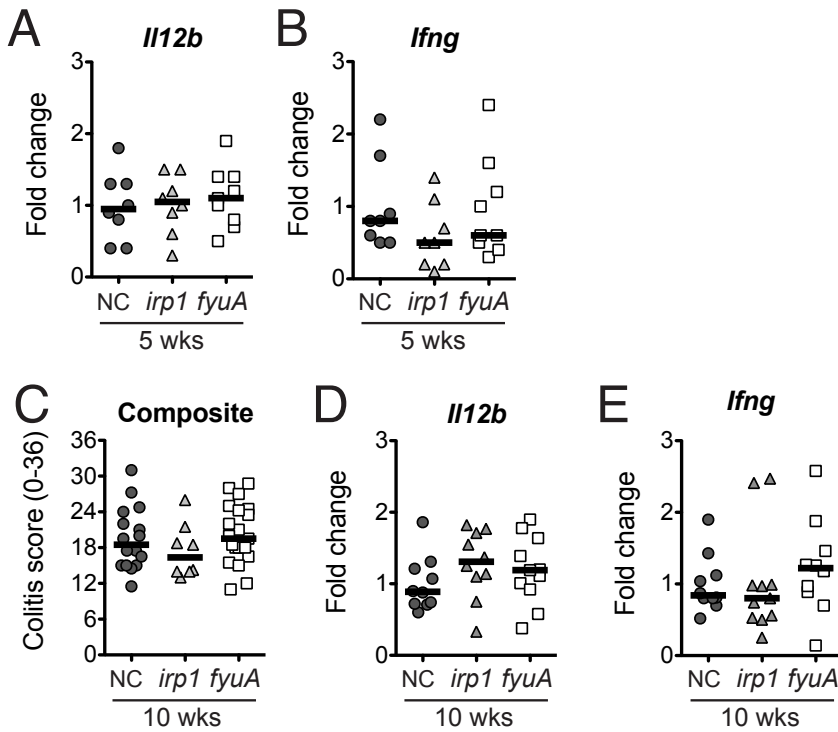 A
Il12b
Fold change
3
2
1
0
NC irp1 fyuA
5 wks
B
Ifng
Fold change
3
2
1
0
NC irp1 fyuA
5 wks
C
Composite
Colitis score (0-36)
36
30
24
18
12
6
0
NC irp1 fyuA
10 wks
D
Il12b
Fold change
3
2
1
0
NC irp1 fyuA
10 wks
E
Ifng
Fold change
3
2
1
0
NC irp1 fyuA
10 wks